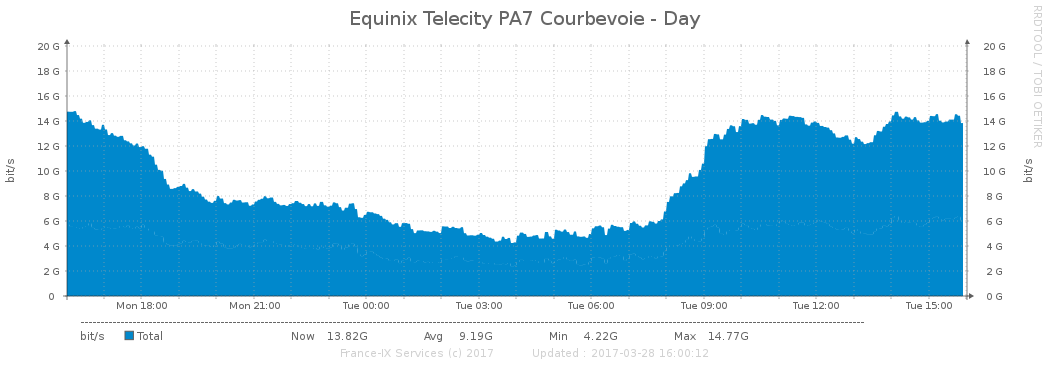 Equinix Telecity PA7 Courbevoie - Day
RRDTOOL / TOBI OETIKER
20 G 20 G
18 G 18 G
16 G 16 G
14 G 14 G
12 G 12 G
10 G 10 G
8 G 8 G
6 G 6 G
4 G 4 G
2 G 2 G
0 0 G
bit/s
bit/s
Mon 18:00 Mon 21:00 Tue 00:00 Tue 03:00 Tue 06:00 Tue 09:00 Tue 12:00 Tue 15:00
bit/s Total Now 13.82G Avg 9.19G Min 4.22G Max 14.77G
France-IX Services (c) 2017 Updated : 2017-03-28 16:00:12